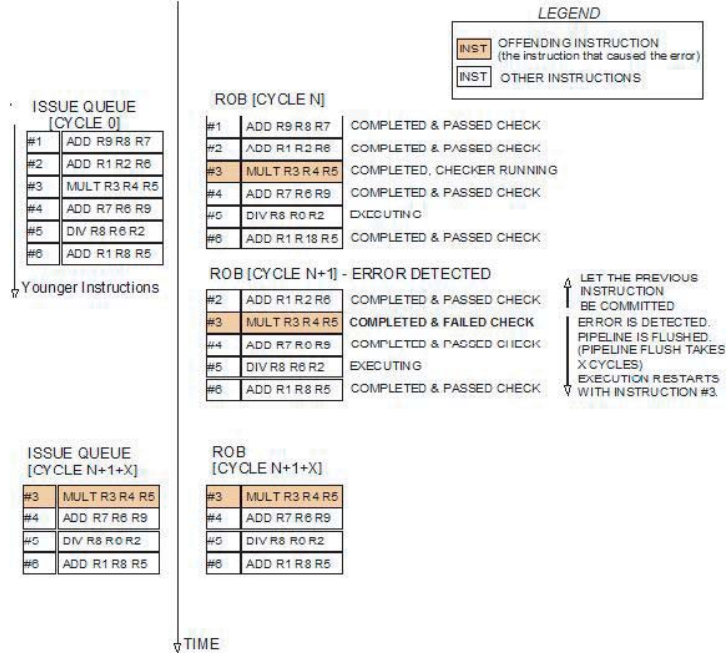 LEGEND
INST OFFENDING INSTRUCTION
(the instruction that caused the error)
INST OTHER INSTRUCTIONS
ISSUE QUEUE
[CYCLE 0]
#1 ADD R9 R8 R7
#2 ADD R1 R2 R6
#3 MULT R3 R4 R5
#4 ADD R7 R6 R9
#5 DIV R8 R6 R2
#6 ADD R1 R8 R5
Younger Instructions
ROB [CYCLE N]
#1 ADD R9 R8 R7 COMPLETED & PASSED CHECK
#2 ADD R1 R2 R6 COMPLETED & PASSED CHECK
#3 MULT R3 R4 R5 COMPLETED, CHECKER RUNNING
#4 ADD R7 R6 R9 COMPLETED & PASSED CHECK
#5 DIV R8 R6 R2 EXECUTING
#6 ADD R1 R18 R5 COMPLETED & PASSED CHECK
ROB [CYCLE N+1] - ERROR DETECTED
#2 ADD R1 R2 R6 COMPLETED & PASSED CHECK
#3 MULT R3 R4 R5 COMPLETED & FAILED CHECK
#4 ADD R7 R6 R9 COMPLETED & PASSED CHECK
#5 DIV R8 R6 R2 EXECUTING
#6 ADD R1 R8 R5 COMPLETED & PASSED CHECK
LET THE PREVIOUS
INSTRUCTION
BE COMMITTED
ERROR IS DETECTED.
PIPELINE IS FLUSHED.
(PIPELINE FLUSH TAKES
X CYCLES)
EXECUTION RESTARTS
WITH INSTRUCTION #3.
ISSUE QUEUE
[CYCLE N+1+X]
#3 MULT R3 R4 R5
#4 ADD R7 R6 R9
#5 DIV R8 R6 R2
#6 ADD R1 R8 R5
ROB
[CYCLE N+1+X]
#3 MULT R3 R4 R5
#4 ADD R7 R6 R9
#5 DIV R8 R6 R2
#6 ADD R1 R8 R5
TIME